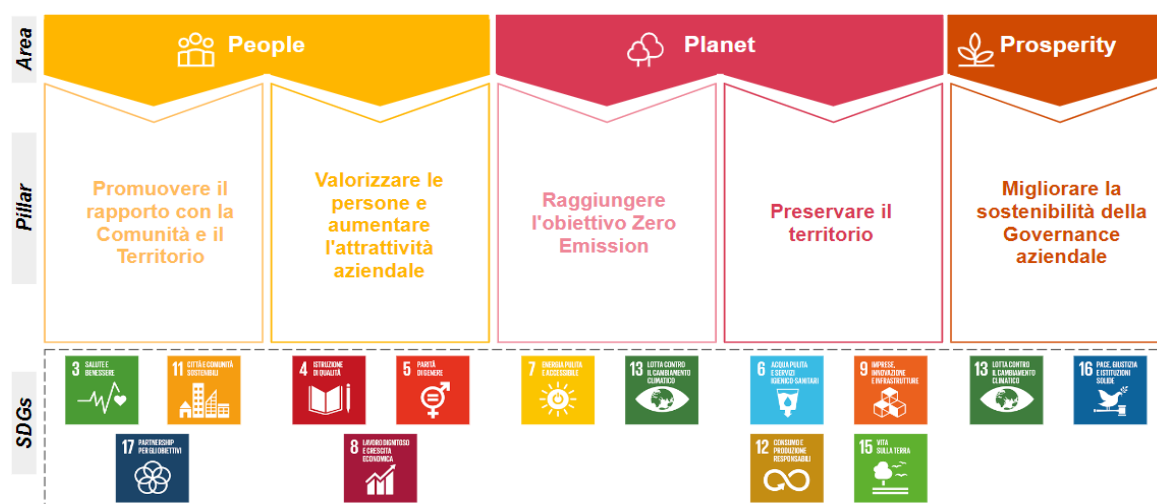 Area
People
Planet
Prosperity
Pillar
Promuovere il
rapporto con la
Comunità e il
Territorio
Valorizzare le
persone e
aumentare
l'attrattività
aziendale
Raggiungere
l'obiettivo Zero
Emission
Preservare il
territorio
Migliorare la
sostenibilità della
Governance
aziendale
SDGs
3 SALUTE E
BENESSERE
11 CITTÀ E COMUNITÀ
SOSTENIBILI
17 PARTNERSHIP
PER GLI OBIETTIVI
4 ISTRUZIONE
DI QUALITÀ
5 PARITÀ
DI GENERE
8 LAVORO DIGNITOSO
E CRESCITA
ECONOMICA
7 ENERGIA PULITA
E ACCESSIBILE
13 LOTTA CONTRO
IL CAMBIAMENTO
CLIMATICO
6 ACQUA PULITA
E SERVIZI
IGIENICO-SANITARI
9 IMPRESE,
INNOVAZIONE
E INFRASTRUTTURE
12 CONSUMO E
PRODUZIONE
RESPONSABILI
15 VITA
SULLA TERRA
13 LOTTA CONTRO
IL CAMBIAMENTO
CLIMATICO
16 PACE, GIUSTIZIA
E ISTITUZIONI
SOLIDE